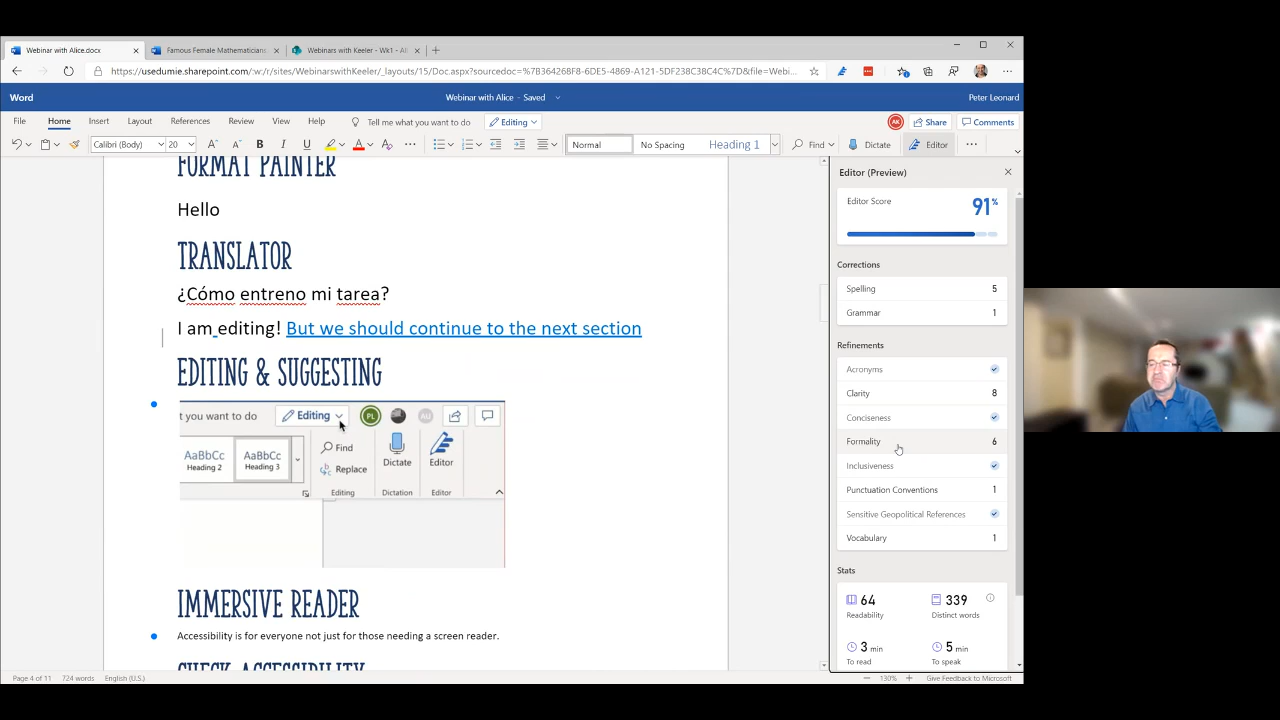 Webinar with Alice.docx
Famous Female Mathematicians.
Webinars with Keeler - Wk1 - Al
https://usedumie.sharepoint.com/:w:/r/sites/WebinarswithKeeler/_layouts/15/Doc.aspx?sourcedoc=%7B364268F8-6DE5-4869-A121-5DF238C38C4C%7D&file=Webi...
Word
Webinar with Alice - Saved
Peter Leonard
File Home Insert Layout References Review View Help Tell me what you want to do Editing AK Share Comments
Calibri (Body) 20 A A B I U A A Normal No Spacing Heading 1 Find Dictate Editor
FORMAT PAINTER
Hello
TRANSLATOR
¿Cómo entreno mi tarea?
I am editing! But we should continue to the next section
EDITING & SUGGESTING
t you want to do Editing PL AU
AaBbCc AaBbCc Find
Heading 2 Heading 3 Replace Dictate Editor
Editing Dictation Editor
IMMERSIVE READER
Accessibility is for everyone not just for those needing a screen reader.
CHECK ACCESSIBILITY
Editor (Preview)
Editor Score 91%
Corrections
Spelling 5
Grammar 1
Refinements
Acronyms
Clarity 8
Conciseness
Formality 6
Inclusiveness
Punctuation Conventions 1
Sensitive Geopolitical References
Vocabulary 1
Stats
64 339
Readability Distinct words
3 min 5 min
To read To speak
Page 4 of 11 724 words English (U.S.) 130% Give Feedback to Microsoft